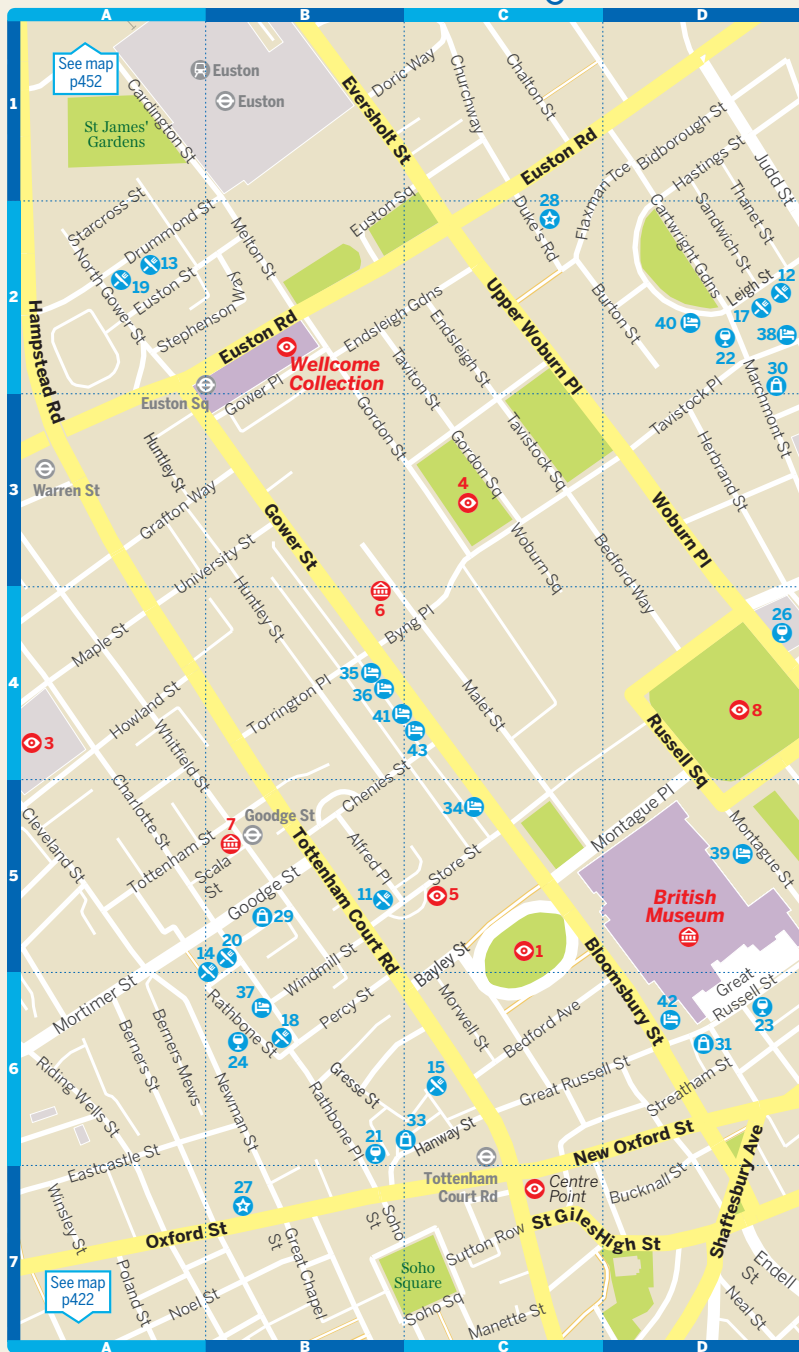 A B C D
See map
p452
Euston
Euston
St James'
Gardens
Cardington St
Eversholt St
Doric Way
Churchway
Chalton St
Euston Rd
Bidborough St
Hastings St
Judd St
1
Starcross St
Drummond St
North Gower St
Euston St
Melton St
Stephenson Way
Euston Sq
28
Duke's Rd
Flaxman Tce
Cartwright Gdns
Sandwich St
Thanet St
Leigh St
12
17
13
19
2
Hampstead Rd
Euston Rd
Endsleigh Gdns
Endsleigh St
Upper Woburn Pl
Burton St
40
22
38
30
Wellcome
Collection
Euston Sq
Gower Pl
Taviton St
Gordon St
Tavistock Pl
Marchmont St
Warren St
Huntley St
Grafton Way
Gower St
University St
Gordon Sq
4
Tavistock Sq
Woburn Sq
Herbrand St
Woburn Pl
Bedford Way
3
Maple St
Huntley St
6
Byng Pl
26
Howland St
Torrington Pl
35
36
41
43
Malet St
8
Russell Sq
3
4
Whitfield St
Charlotte St
Cleveland St
Tottenham St
7
Goodge St
Scala
St
Chenies St
34
Montague Pl
Montague St
39
5
Goodge St
29
Tottenham Court Rd
Alfred Pl
11
Store St
5
British
Museum
20
14
1
Mortimer St
Windmill St
Bayley St
Bloomsbury St
Great
Russell St
37
Rathbone St
18
24
Percy St
Morwell St
Bedford Ave
42
23
31
6
Riding Wells St
Berners St
Berners Mews
Newman St
Gresse St
Rathbone Pl
15
Great Russell St
Streatham St
21
33
Hanway St
New Oxford St
Eastcastle St
Tottenham
Court Rd
Centre
Point
Bucknall St
Shaftesbury Ave
27
Winsley St
Oxford St
Soho
St
St Giles High St
Sutton Row
7
See map
p422
Poland St
Noel St
Great Chapel
St
Soho
Square
Soho Sq
Manette St
Endell
St
Neal St
A B C D